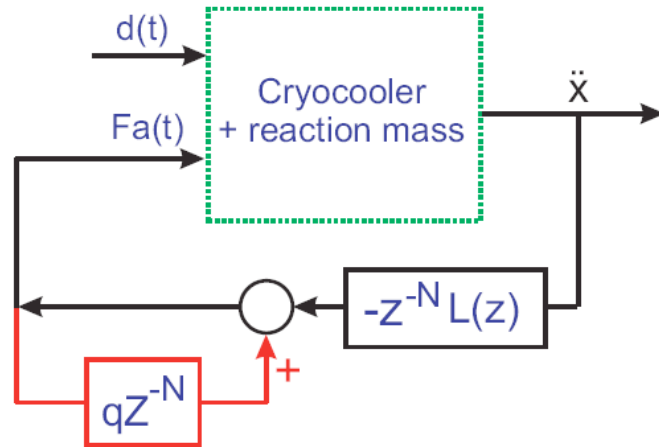 d(t)
Cryocooler
+ reaction mass
ẍ
Fa(t)
-z⁻ᴺ L(z)
+
qZ⁻ᴺ